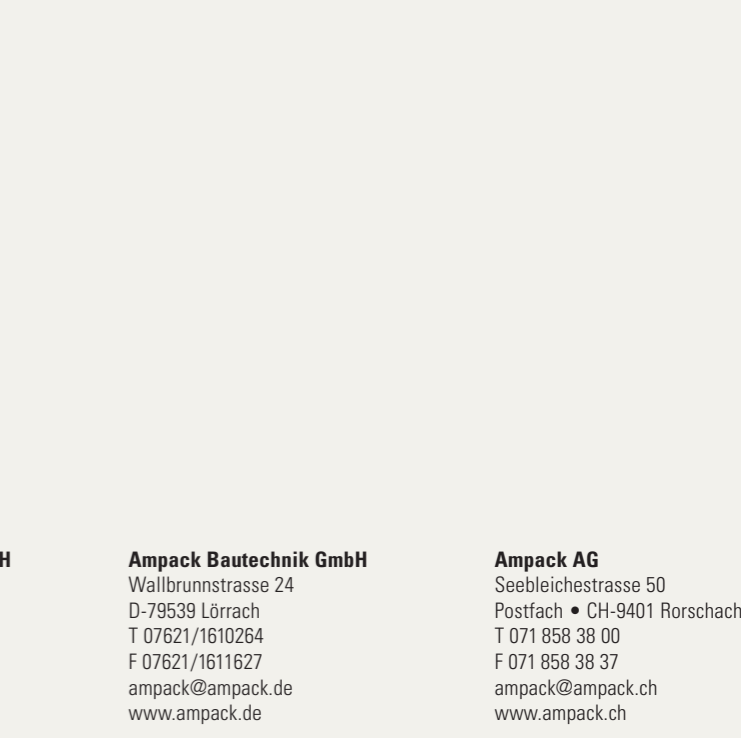 H
Ampack Bautechnik GmbH
Wallbrunnstrasse 24
D-79539 Lörrach
T 07621/1610264
F 07621/1611627
ampack@ampack.de
www.ampack.de
Ampack AG
Seebleichestrasse 50
Postfach • CH-9401 Rorschach
T 071 858 38 00
F 071 858 38 37
ampack@ampack.ch
www.ampack.ch